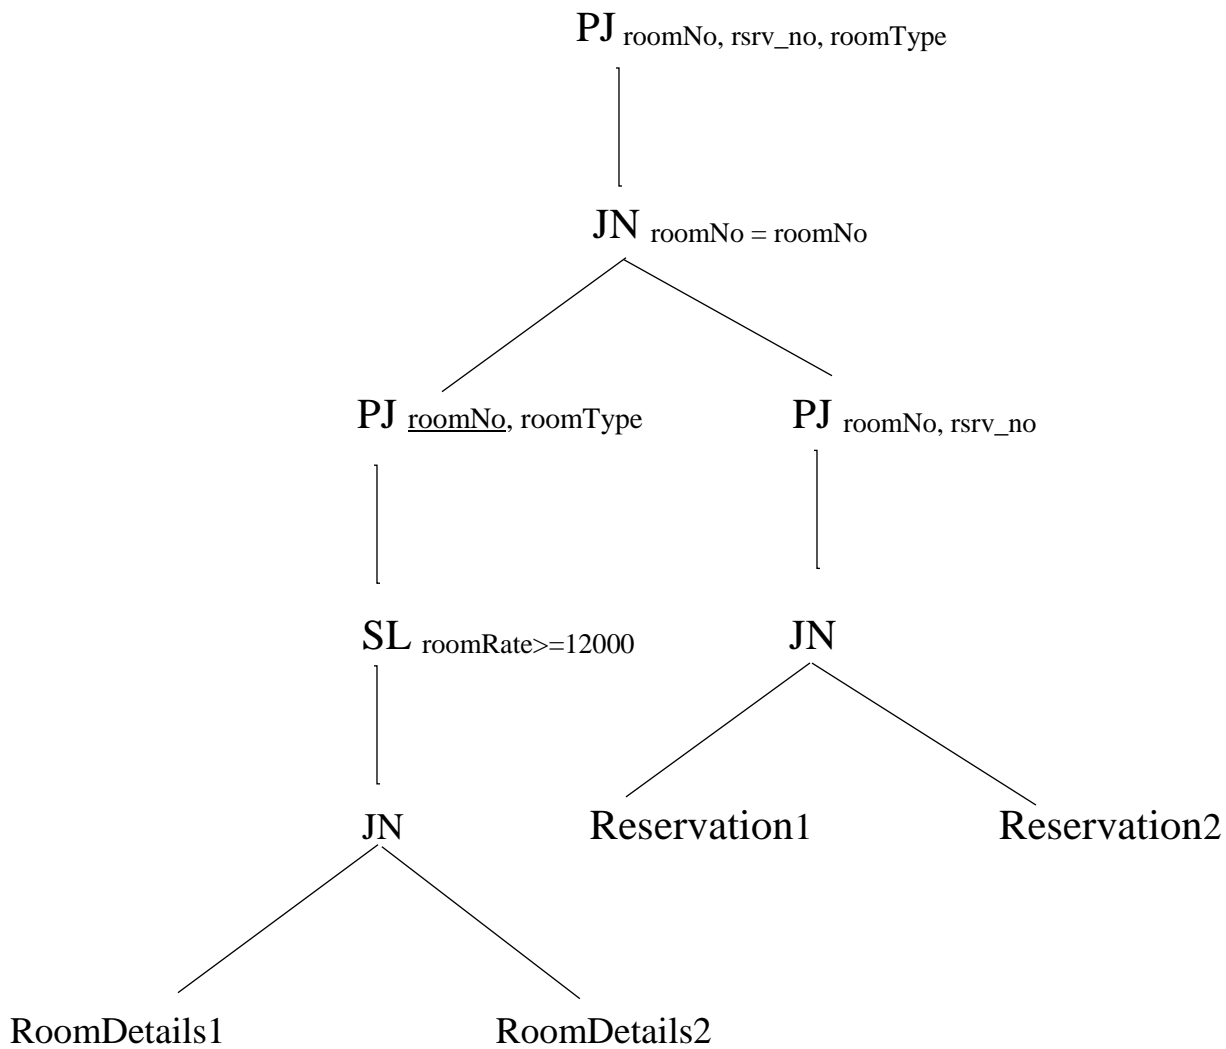 PJ roomNo, rsrv_no, roomType
JN roomNo = roomNo
PJ roomNo, roomType
PJ roomNo, rsrv_no
SL roomRate>=12000
JN
JN
Reservation1
Reservation2
RoomDetails1
RoomDetails2